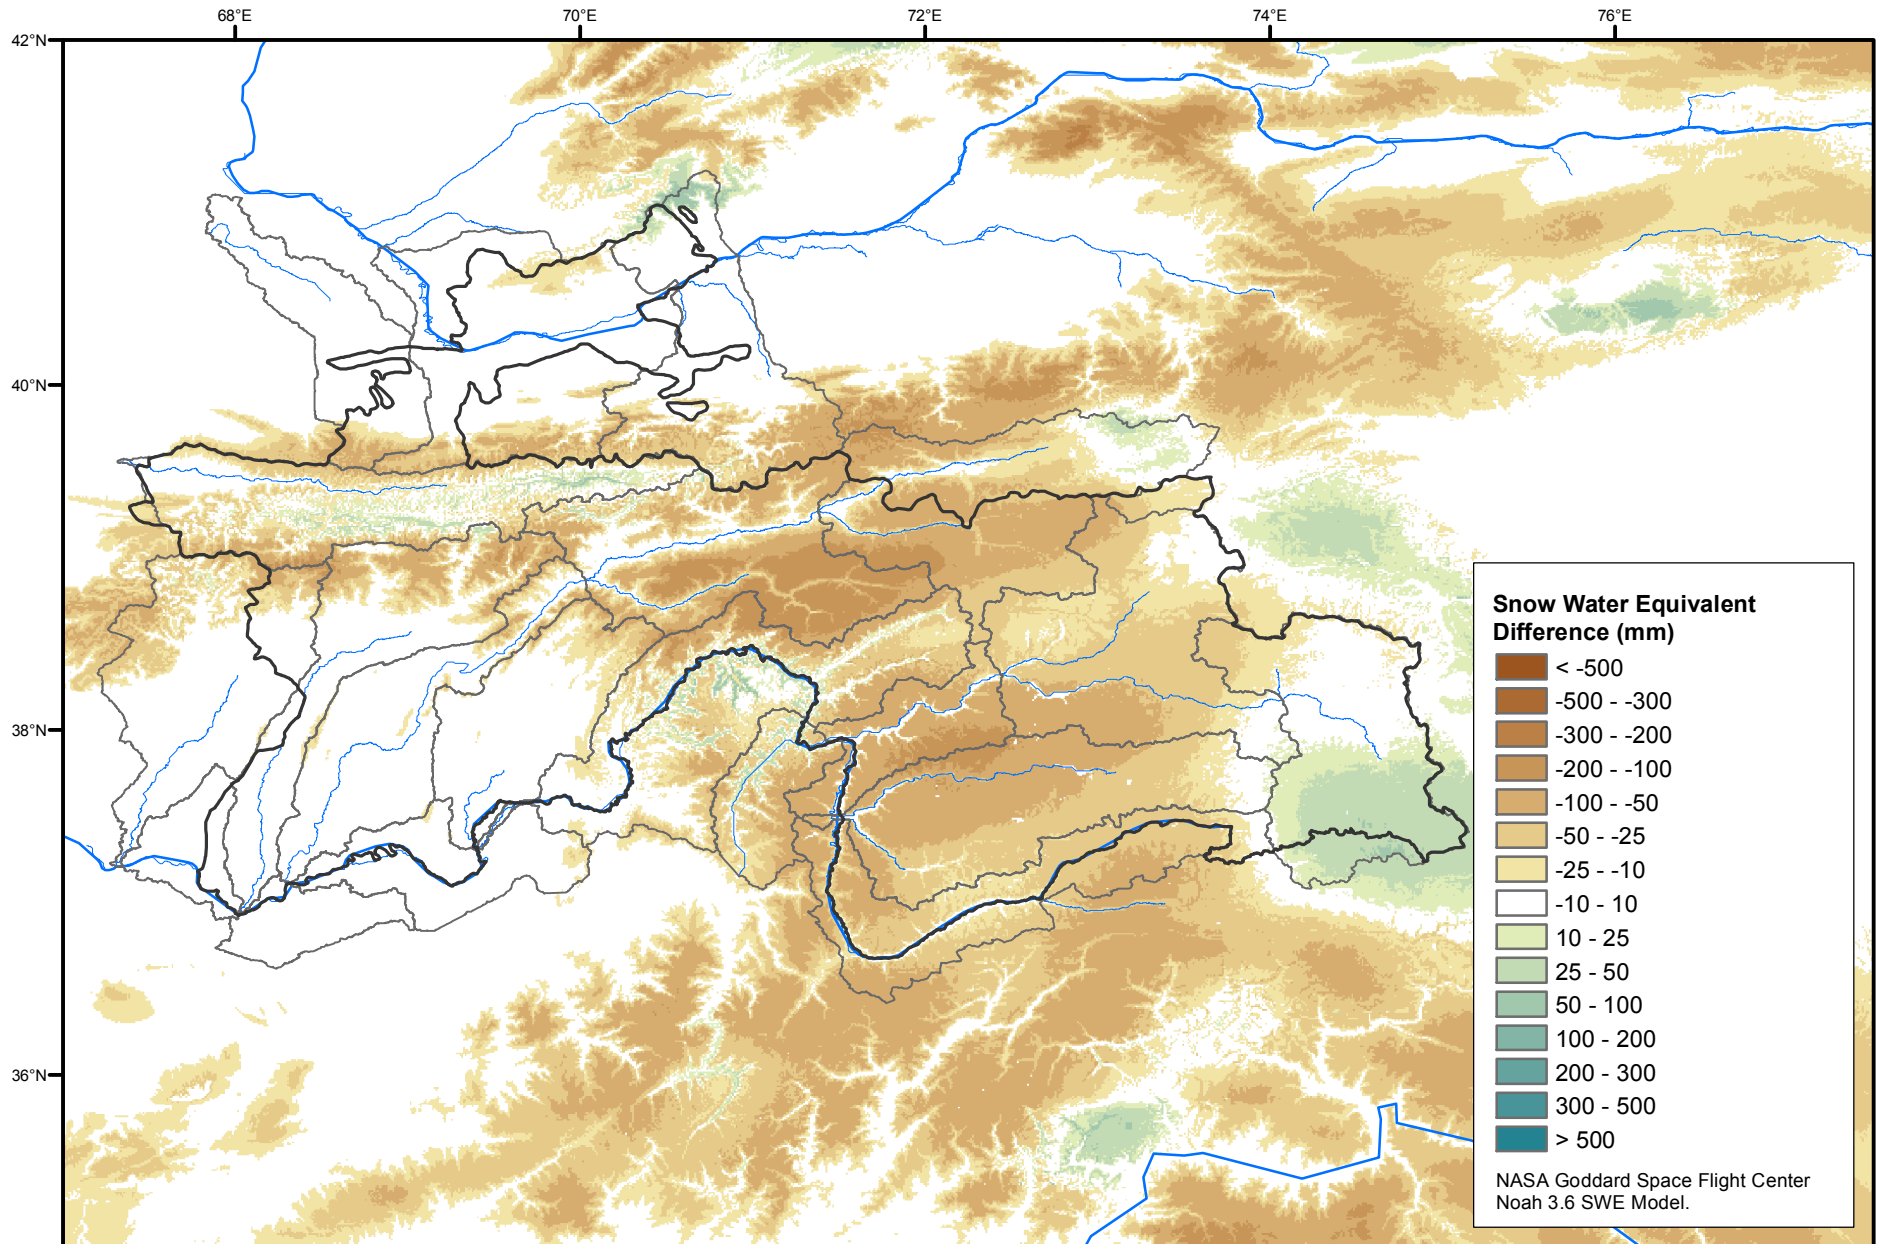 68°E 70°E 72°E 74°E 76°E
42°N
40°N
38°N
36°N
Snow Water Equivalent
Difference (mm)
< -500
-500 - -300
-300 - -200
-200 - -100
-100 - -50
-50 - -25
-25 - -10
-10 - 10
10 - 25
25 - 50
50 - 100
100 - 200
200 - 300
300 - 500
> 500
NASA Goddard Space Flight Center
Noah 3.6 SWE Model.